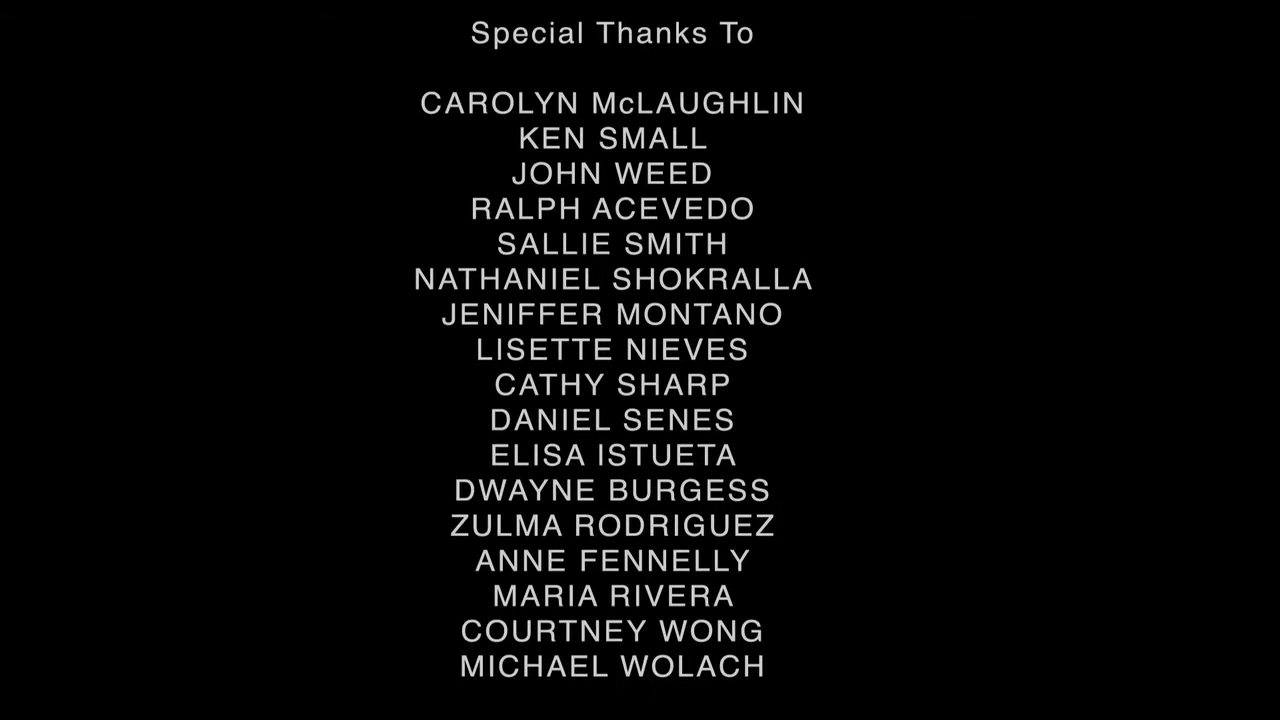 Special Thanks To
CAROLYN McLAUGHLIN
KEN SMALL
JOHN WEED
RALPH ACEVEDO
SALLIE SMITH
NATHANIEL SHOKRALLA
JENIFFER MONTANO
LISETTE NIEVES
CATHY SHARP
DANIEL SENES
ELISA ISTUETA
DWAYNE BURGESS
ZULMA RODRIGUEZ
ANNE FENNELLY
MARIA RIVERA
COURTNEY WONG
MICHAEL WOLACH